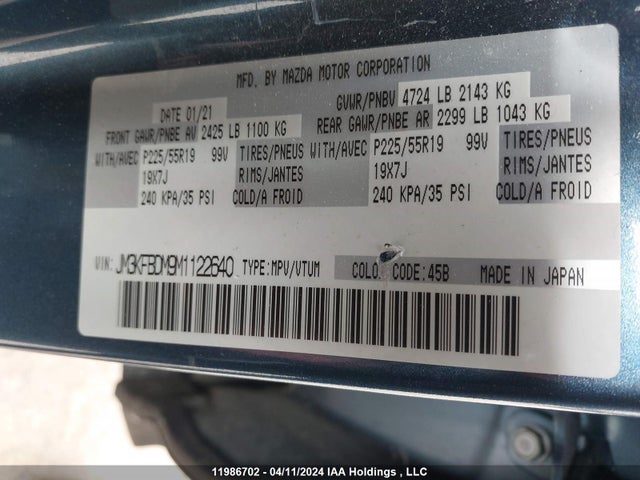 MFD. BY MAZDA MOTOR CORPORATION
DATE 01/21 GVWR/PNBV 4724 LB 2143 KG
FRONT GAWR/PNBE AV 2425 LB 1100 KG REAR GAWR/PNBE AR 2299 LB 1043 KG
WITH/AVEC P225/55R19 99V TIRES/PNEUS WITH/AVEC P225/55R19 99V TIRES/PNEUS
19X7J RIMS/JANTES 19X7J RIMS/JANTES
240 KPA/35 PSI COLD/A FROID 240 KPA/35 PSI COLD/A FROID
VIN: JM3KFBDM9M1122640 TYPE:MPV/VTUM COLO CODE:45B MADE IN JAPAN
11986702 - 04/11/2024 IAA Holdings , LLC